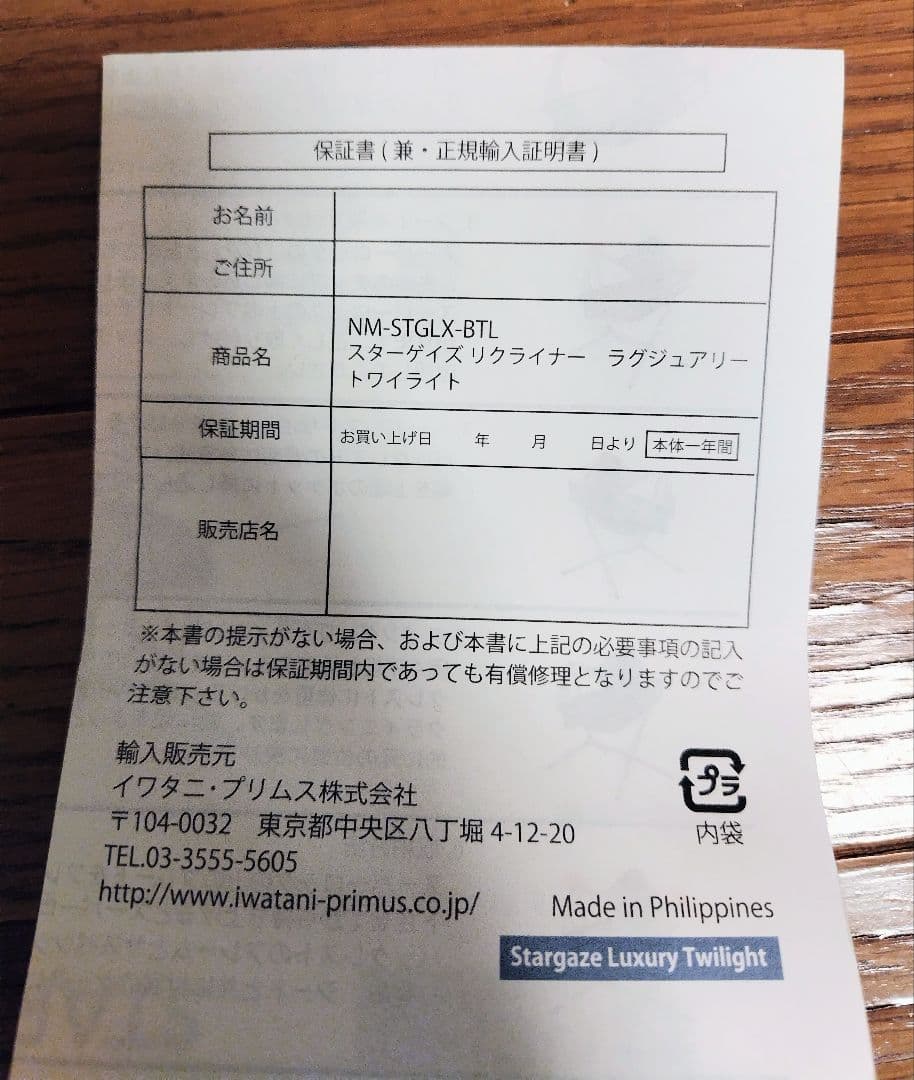 保証書(兼・正規輸入証明書)
お名前
ご住所
商品名
NM-STGLX-BTL
スターゲイズ リクライナー　ラグジュアリー
トワイライト
保証期間
お買い上げ日　年　月　日より 本体一年間
販売店名
※本書の提示がない場合、および本書に上記の必要事項の記入
がない場合は保証期間内であっても有償修理となりますのでご
注意下さい。
輸入販売元
イワタニ・プリムス株式会社
〒104-0032　東京都中央区八丁堀 4-12-20
TEL.03-3555-5605
http://www.iwatani-primus.co.jp/
プラ
内袋
Made in Philippines
Stargaze Luxury Twilight